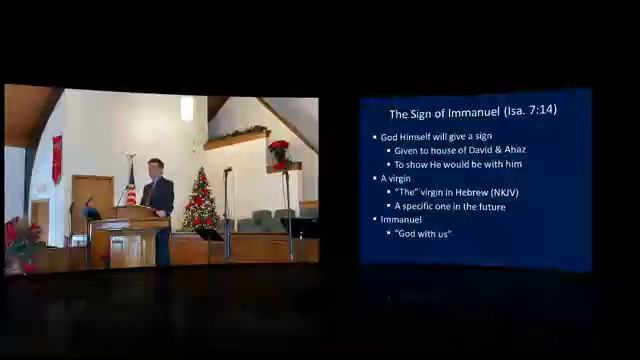 The Sign of Immanuel (Isa. 7:14)
▪ God Himself will give a sign
▪ Given to house of David & Ahaz
▪ To show He would be with him
▪ A virgin
▪ "The" virgin in Hebrew (NKJV)
▪ A specific one in the future
▪ Immanuel
▪ "God with us"